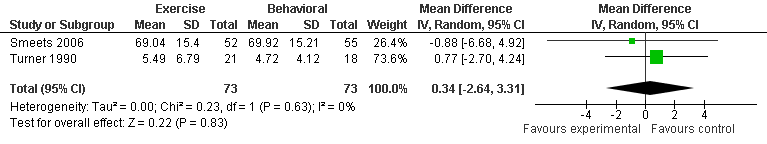 Exercise Behavioral Mean Difference Mean Difference
Study or Subgroup Mean SD Total Mean SD Total Weight IV, Random, 95% CI IV, Random, 95% CI
Smeets 2006 69.04 15.4 52 69.92 15.21 55 26.4% -0.88 [-6.68, 4.92]
Turner 1990 5.49 6.79 21 4.72 4.12 18 73.6% 0.77 [-2.70, 4.24]
Total (95% CI) 73 73 100.0% 0.34 [-2.64, 3.31]
Heterogeneity: Tau² = 0.00; Chi² = 0.23, df = 1 (P = 0.63); I² = 0%
Test for overall effect: Z = 0.22 (P = 0.83)
-4 -2 0 2 4
Favours experimental Favours control